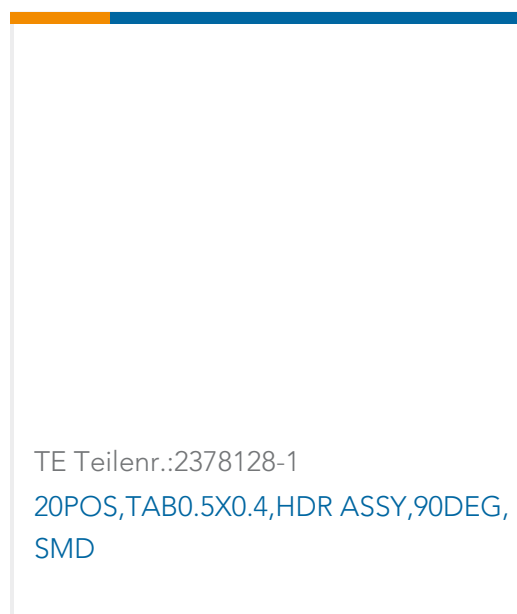 TE Teilenr.:2378128-1
20POS,TAB0.5X0.4,HDR ASSY,90DEG,
SMD